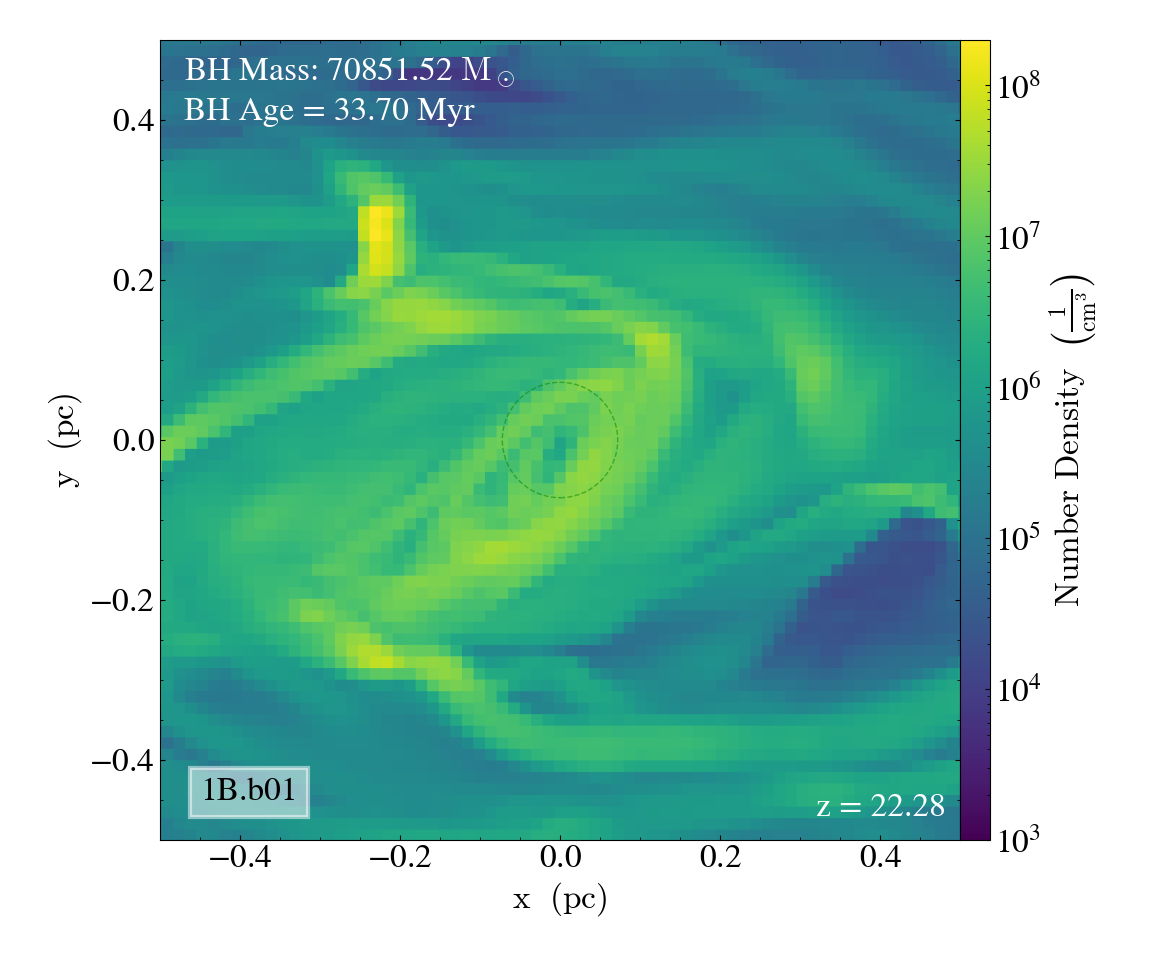 BH Mass: 70851.52 M☉
BH Age = 33.70 Myr
1B.b01
z = 22.28
0.4
0.2
0.0
−0.2
−0.4
y (pc)
−0.4 −0.2 0.0 0.2 0.4
x (pc)
10⁸
10⁷
10⁶
10⁵
10⁴
10³
Number Density (1/cm³)